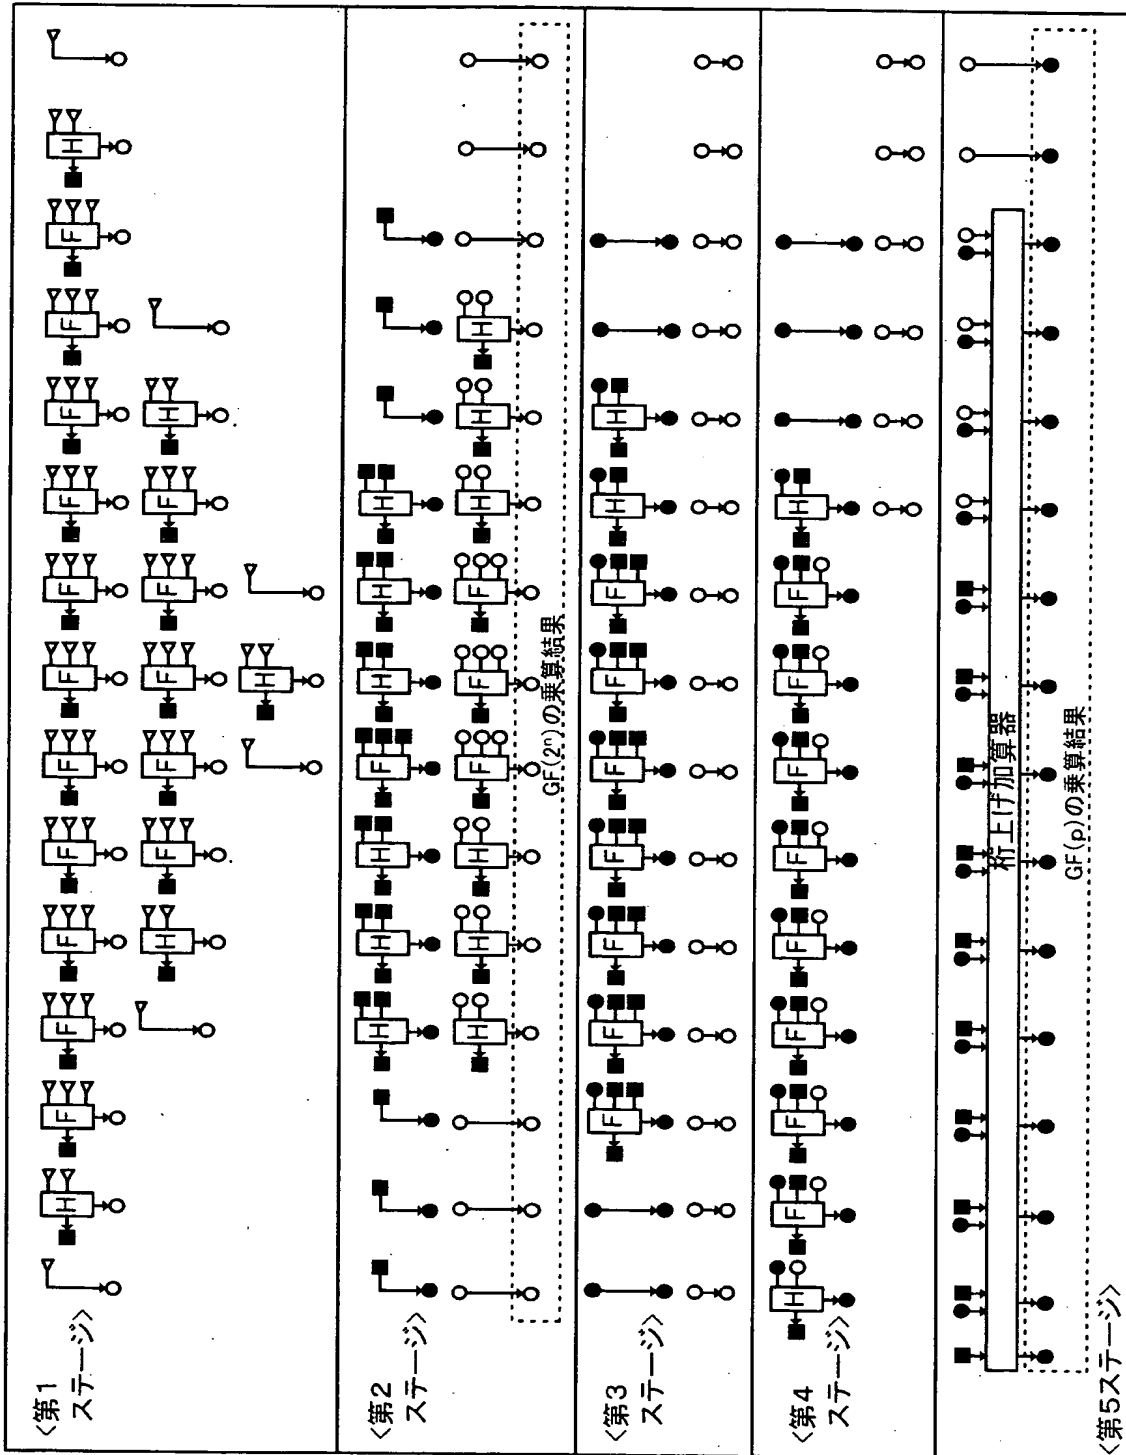 〈第1
ステージ〉
H F F F F F F F F F F F H
H F F F F F H
H
〈第2
ステージ〉
H H H F H H H
H H H F F F H H H
GF(2ⁿ)の乗算結果
〈第3
ステージ〉
F F F F F F F H H
〈第4
ステージ〉
H F F F F F F F F H
桁上げ加算器
GF(p)の乗算結果
〈第5ステージ〉